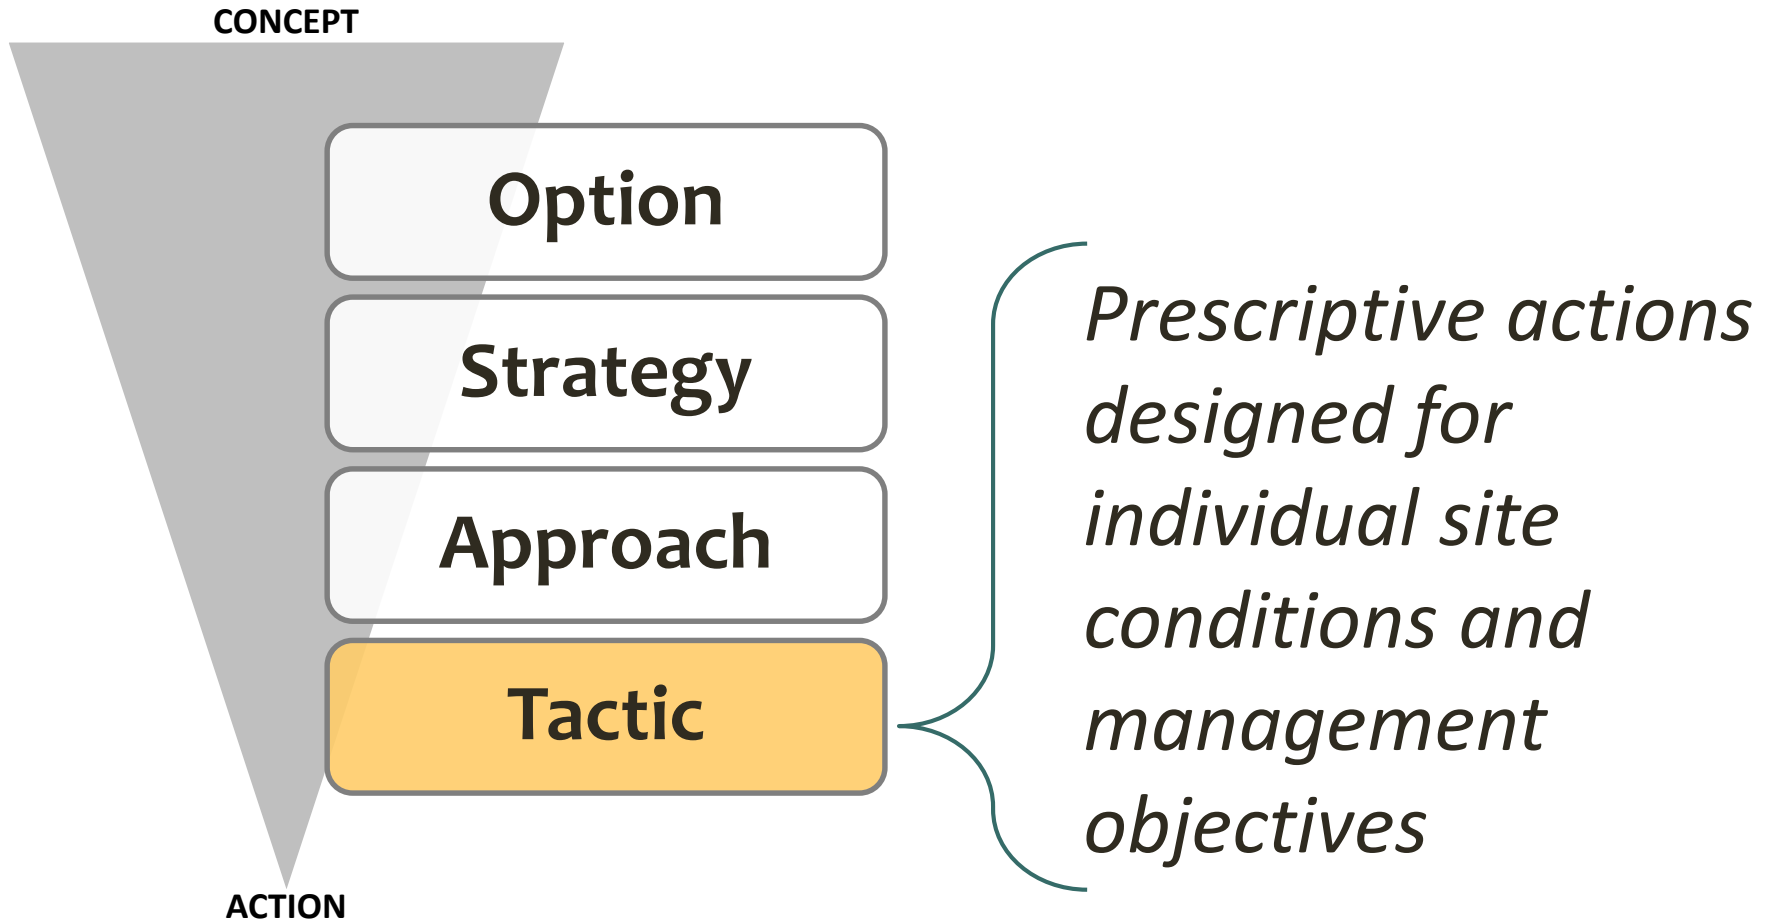 CONCEPT
Option
Strategy
Approach
Tactic
Prescriptive actions
designed for
individual site
conditions and
management
objectives
ACTION